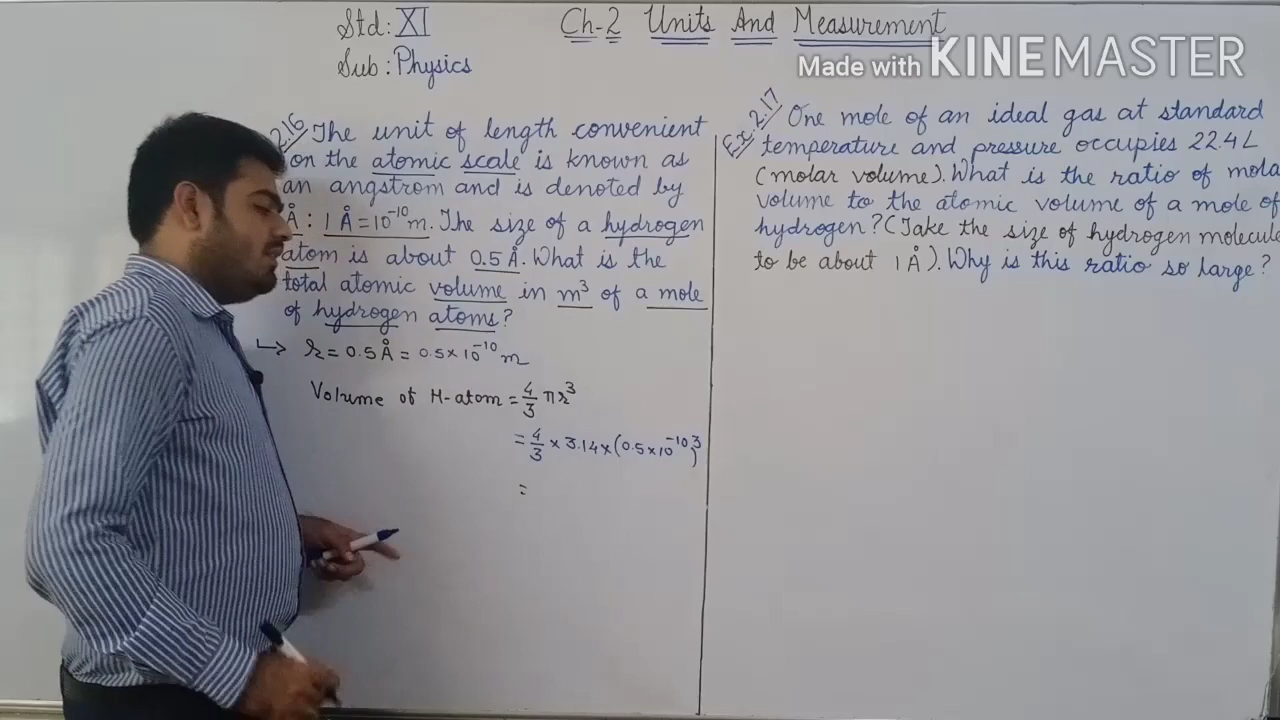 Std: XI
Sub: Physics
Ch-2 Units And Measurement
Made with KINEMASTER
2.16 The unit of length convenient
on the atomic scale is known as
an angstrom and is denoted by
Å: 1 Å = 10⁻¹⁰ m. The size of a hydrogen
atom is about 0.5 Å. What is the
total atomic volume in m³ of a mole
of hydrogen atoms?
↳ r = 0.5 Å = 0.5 × 10⁻¹⁰ m
Volume of H-atom = 4/3 πr³
= 4/3 × 3.14 × (0.5 × 10⁻¹⁰)³
=
Ex. 2.17 One mole of an ideal gas at standard
temperature and pressure occupies 22.4 L
(molar volume). What is the ratio of mola
volume to the atomic volume of a mole of
hydrogen? (Take the size of hydrogen molecule
to be about 1 Å). Why is this ratio so large?